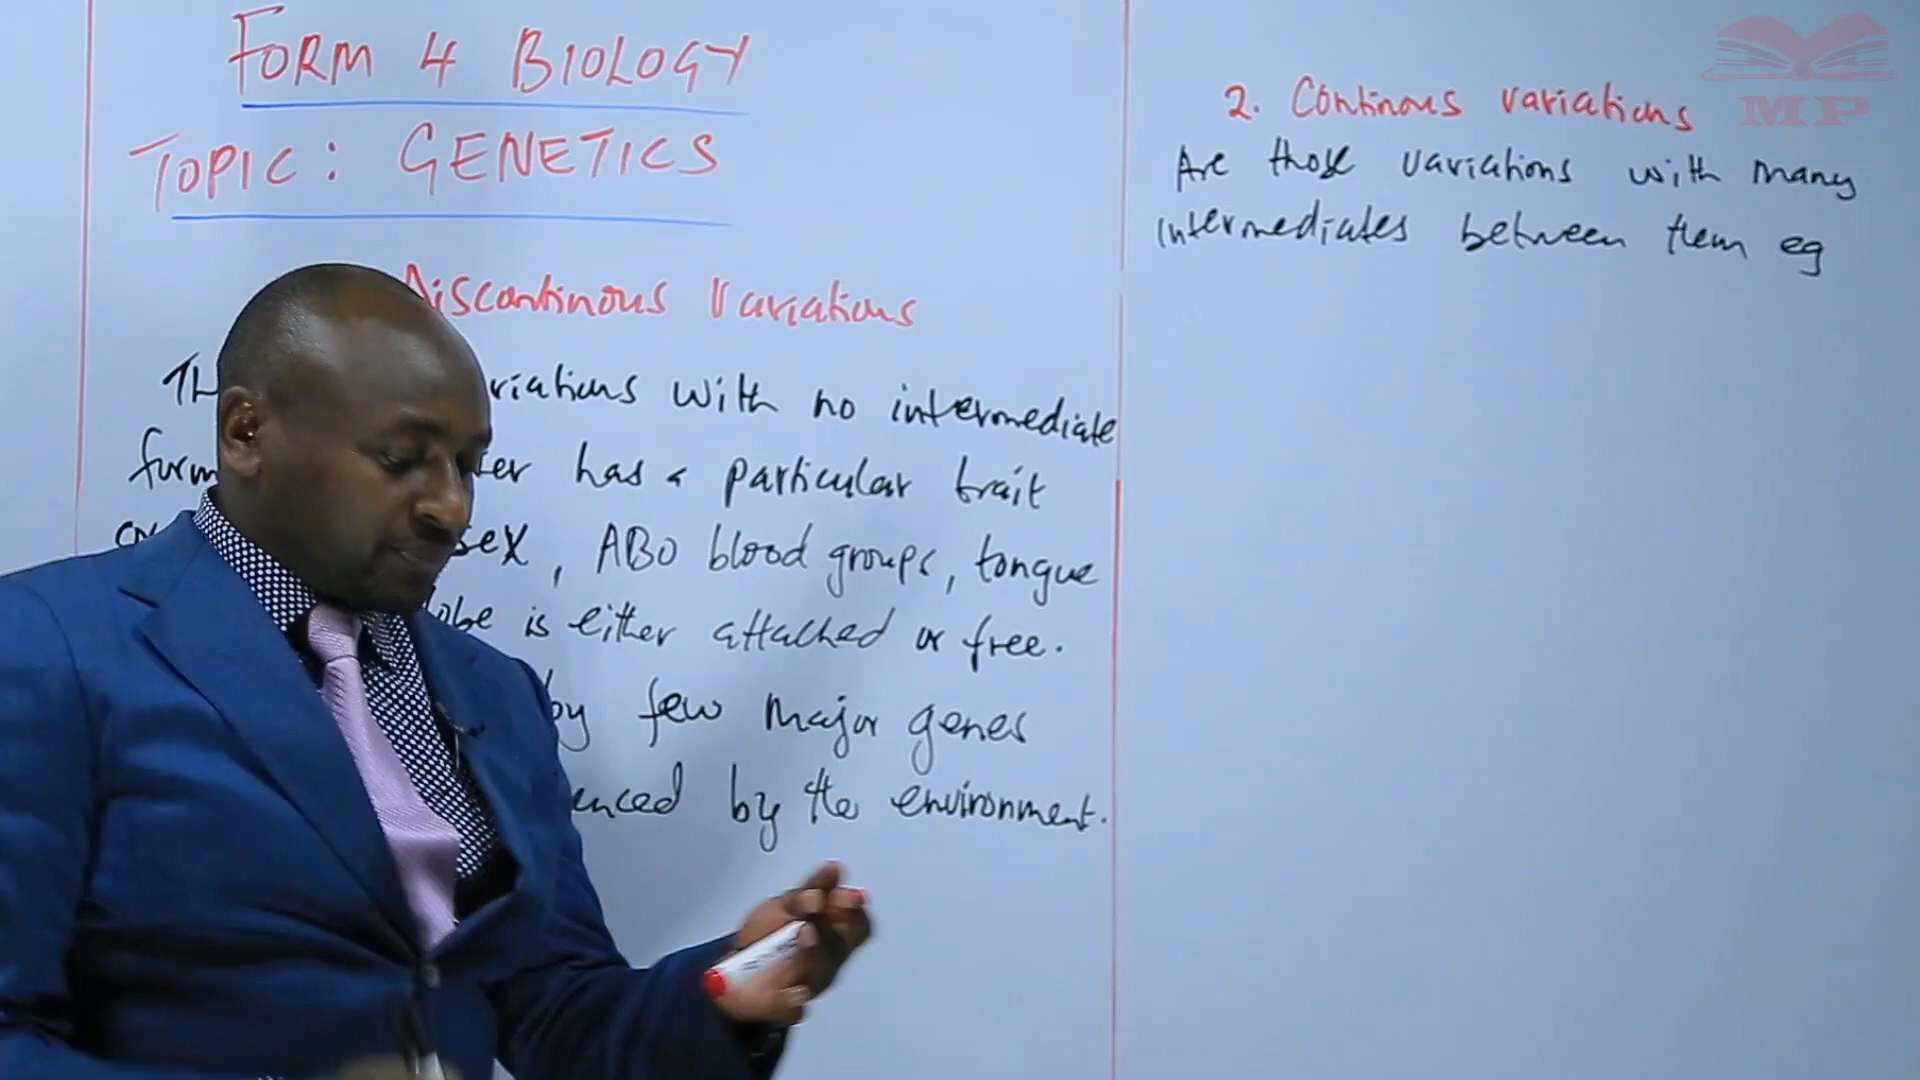 FORM 4 BIOLOGY
TOPIC: GENETICS
Discontinous Variations
with no intermediate
has a particular trait
sex, ABO blood groups, tongue
is either attached or free.
by few major genes
by the environment.
2. Continous variations
Are those variations with many
intermediates between them eg
MP